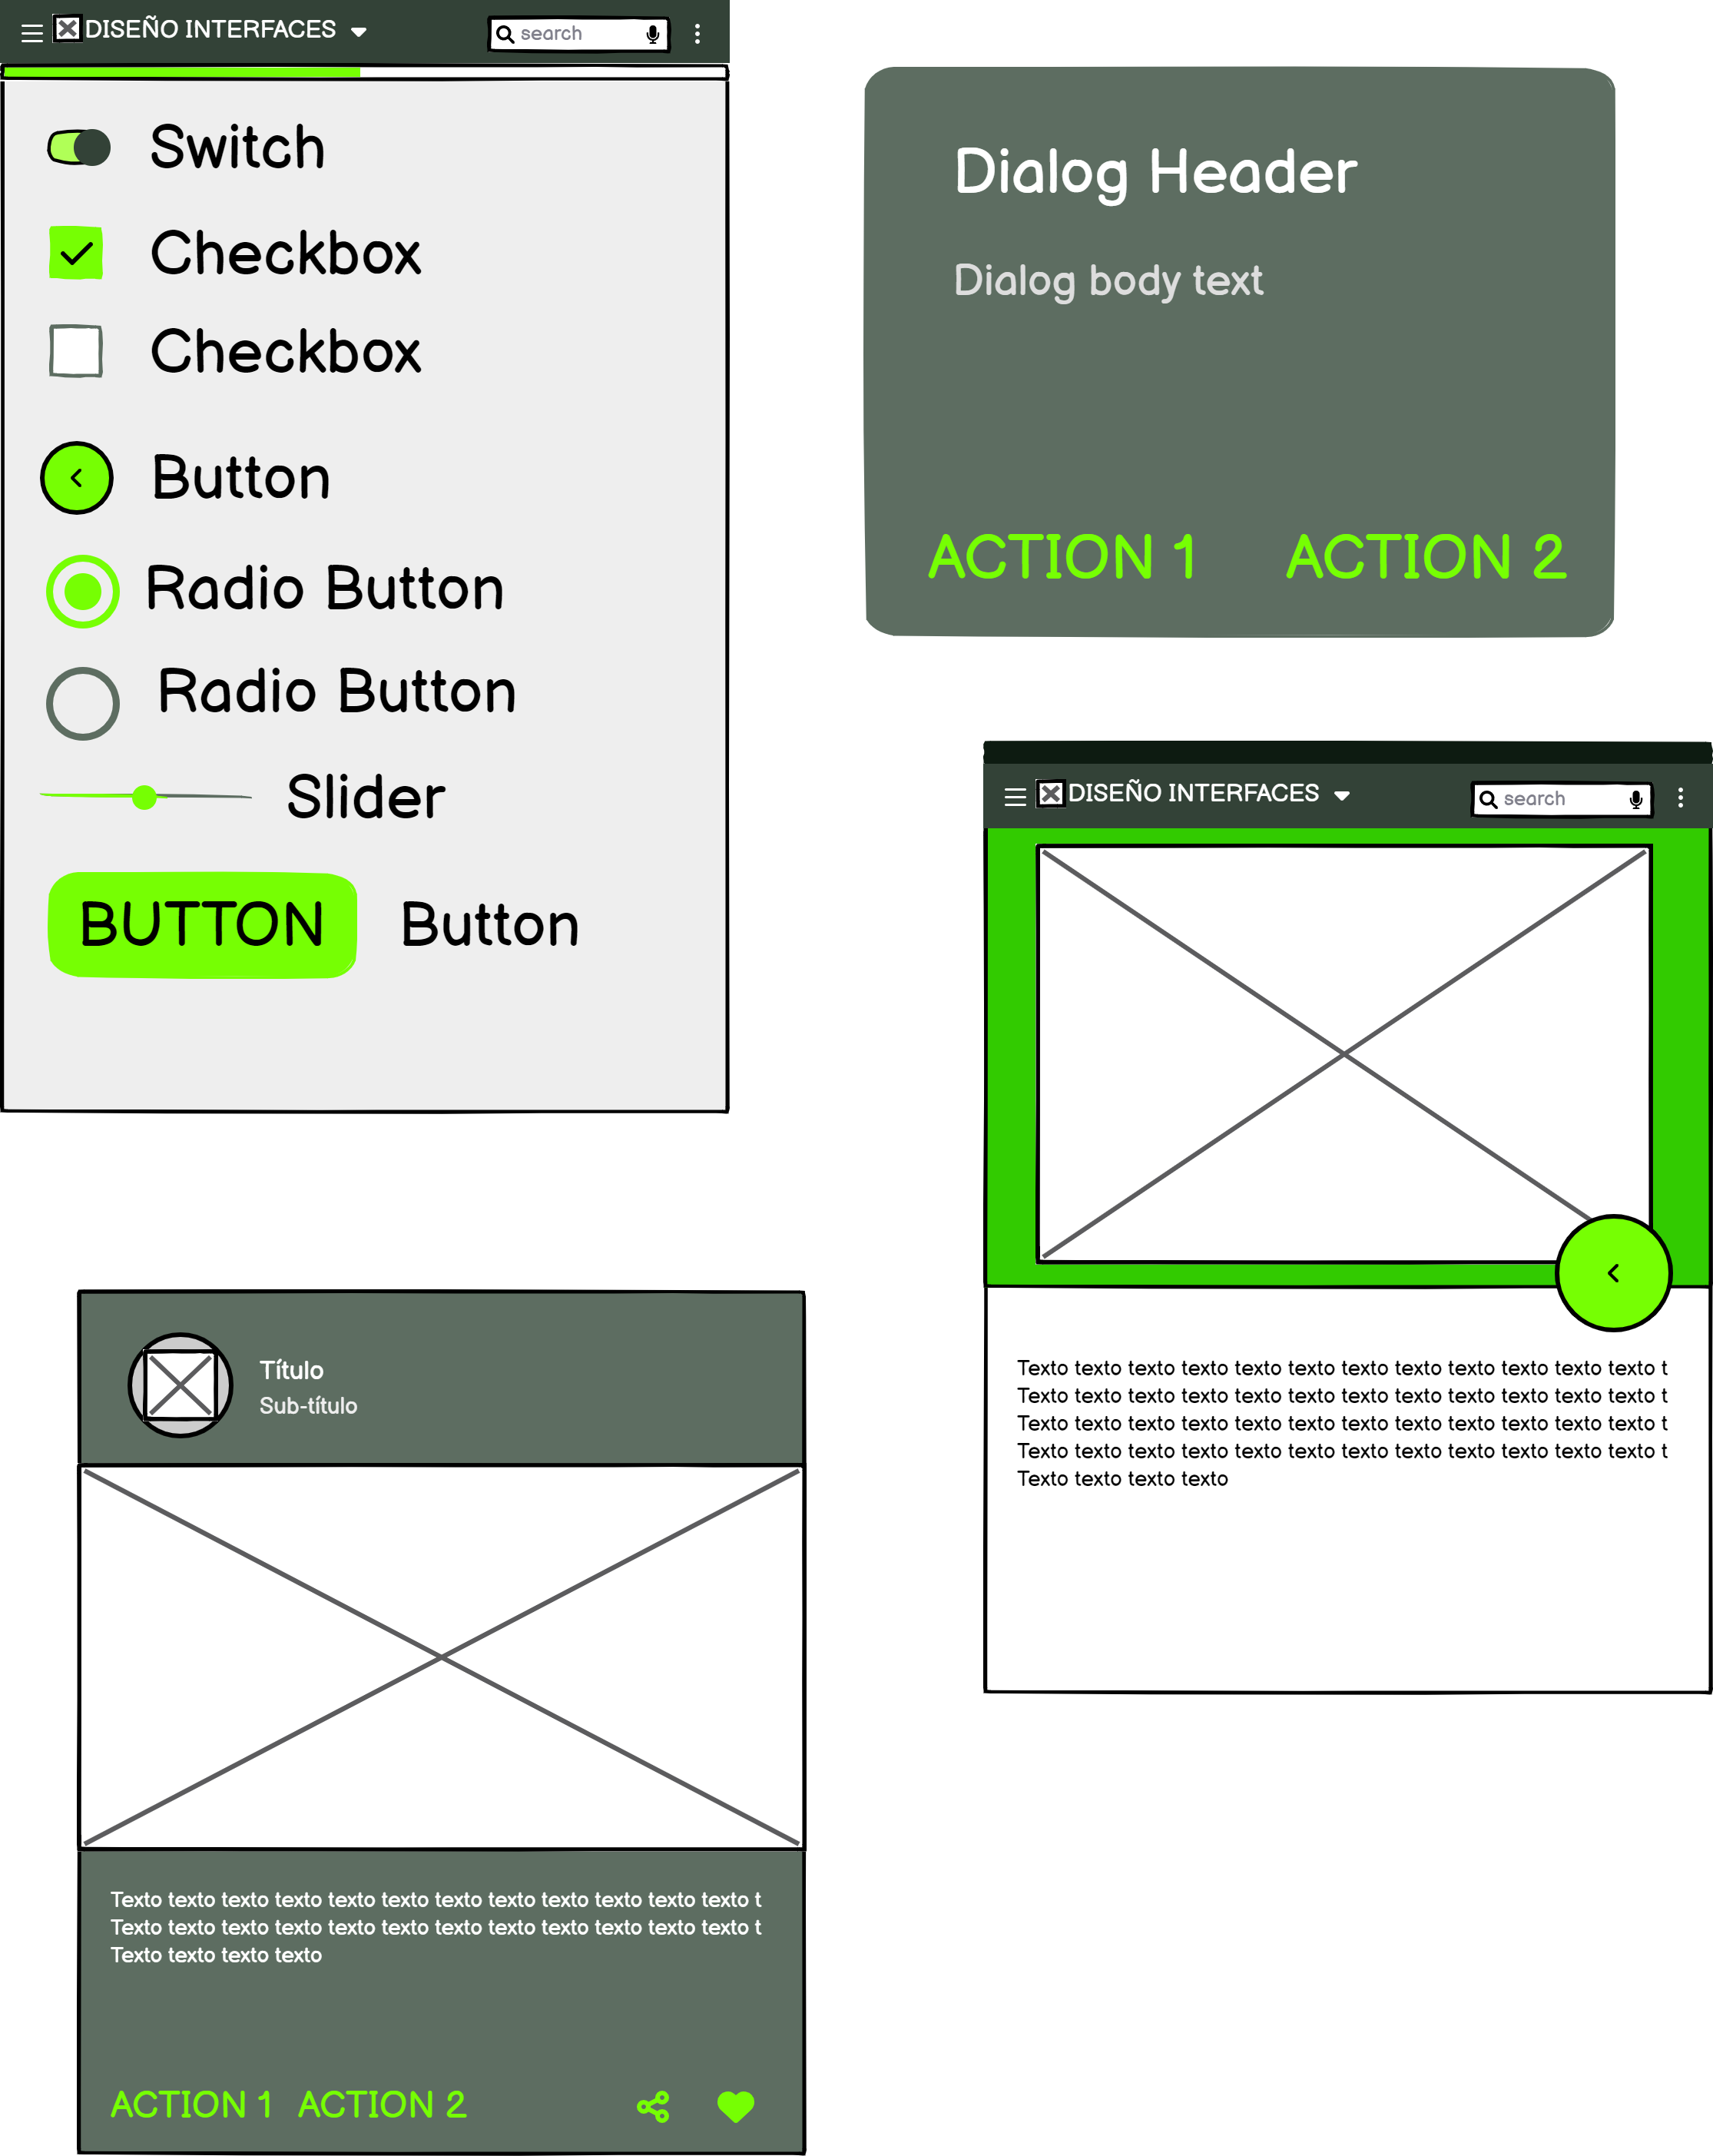 DISEÑO INTERFACES
search
Switch
Checkbox
Checkbox
Button
Radio Button
Radio Button
Slider
BUTTON Button
Dialog Header
Dialog body text
ACTION 1 ACTION 2
DISEÑO INTERFACES
search
Texto texto texto texto texto texto texto texto texto texto texto texto t
Texto texto texto texto texto texto texto texto texto texto texto texto t
Texto texto texto texto texto texto texto texto texto texto texto texto t
Texto texto texto texto texto texto texto texto texto texto texto texto t
Texto texto texto texto
Título
Sub-título
Texto texto texto texto texto texto texto texto texto texto texto texto t
Texto texto texto texto texto texto texto texto texto texto texto texto t
Texto texto texto texto
ACTION 1 ACTION 2